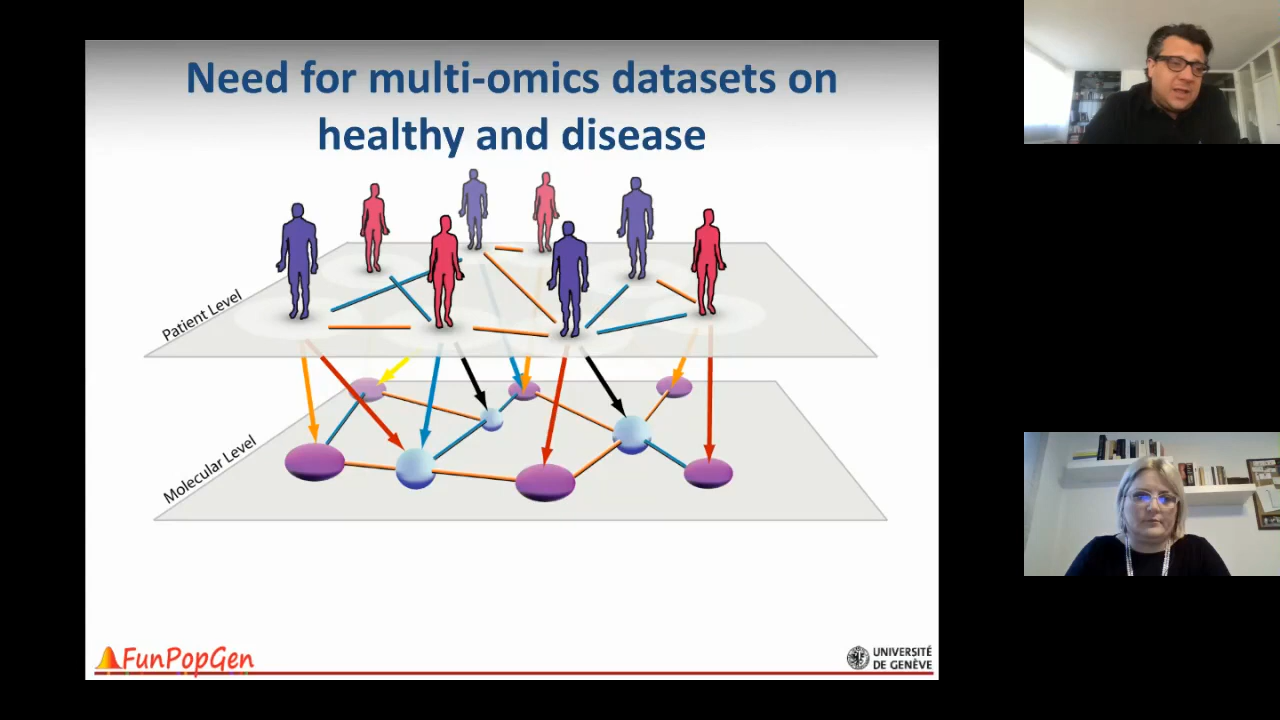 Need for multi-omics datasets on
healthy and disease
Patient Level
Molecular Level
FunPopGen
UNIVERSITÉ
DE GENÈVE